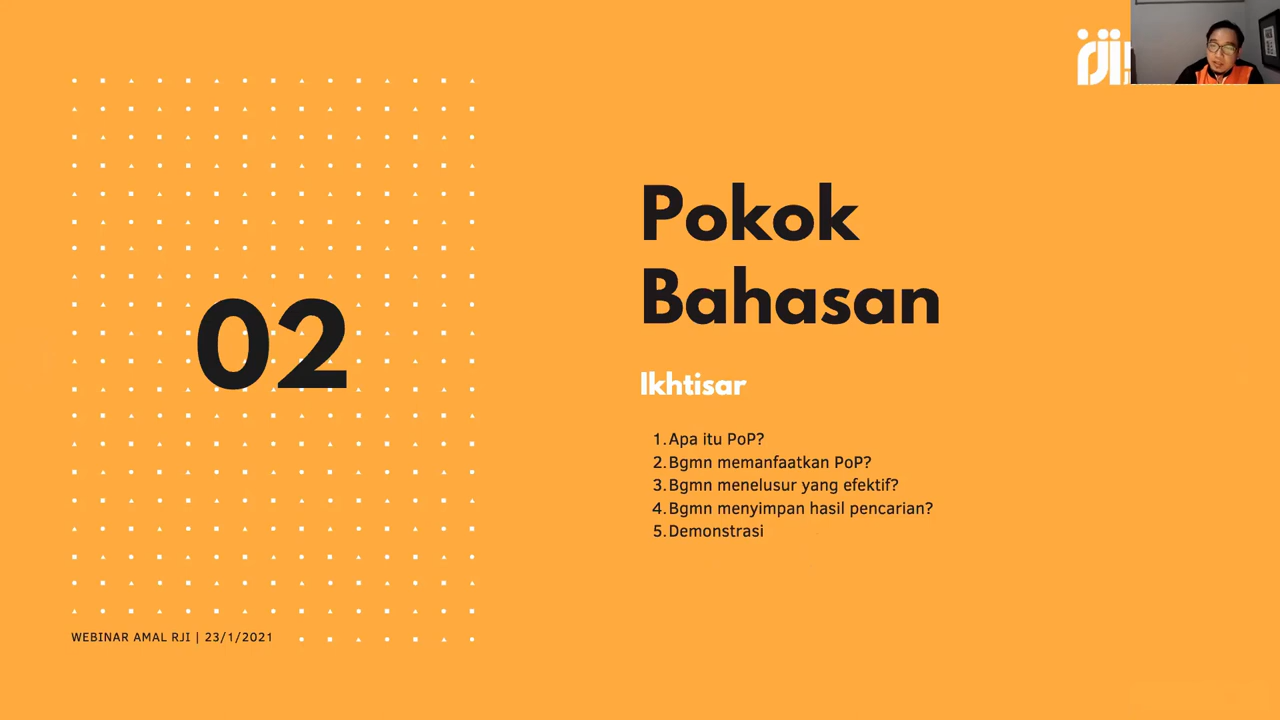 rji
02
Pokok
Bahasan
Ikhtisar
1. Apa itu PoP?
2. Bgmn memanfaatkan PoP?
3. Bgmn menelusur yang efektif?
4. Bgmn menyimpan hasil pencarian?
5. Demonstrasi
WEBINAR AMAL RJI | 23/1/2021